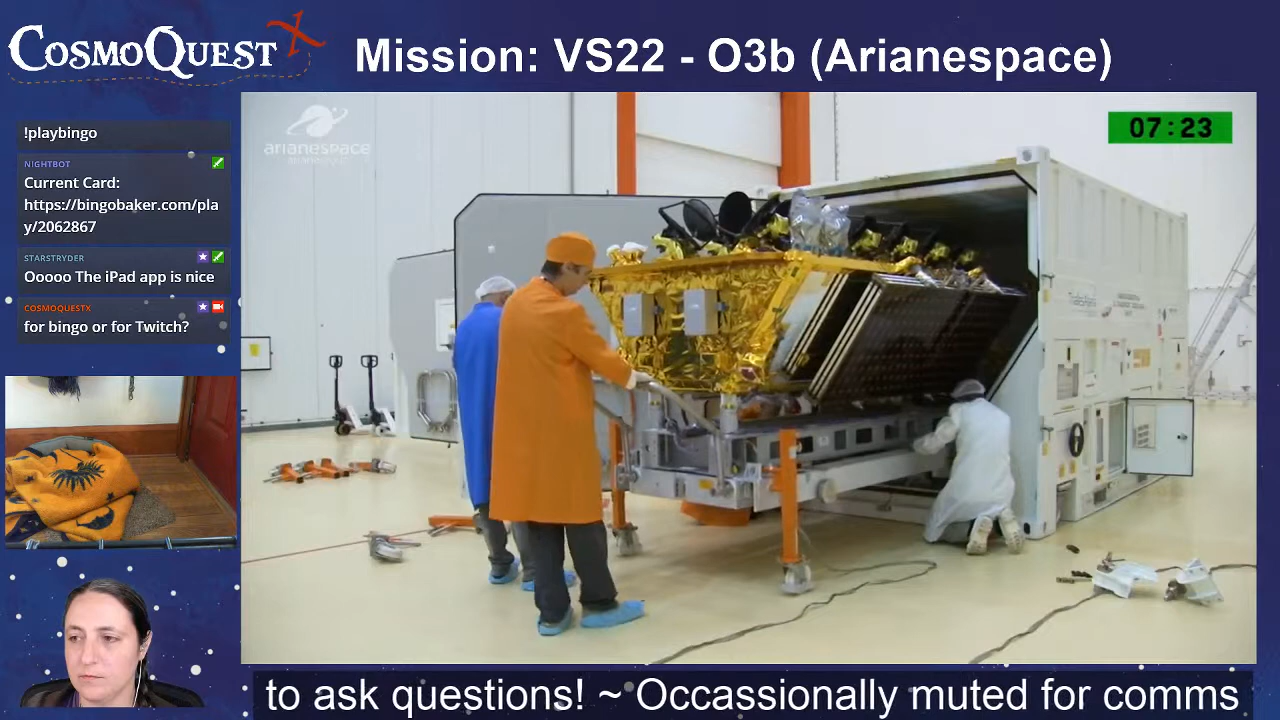 COSMOQUEST X
Mission: VS22 - O3b (Arianespace)
!playbingo
NIGHTBOT
Current Card:
https://bingobaker.com/pla
y/2062867
STARSTRYDER
Ooooo The iPad app is nice
COSMOQUESTX
for bingo or for Twitch?
arianespace
07:23
to ask questions! ~ Occassionally muted for comms